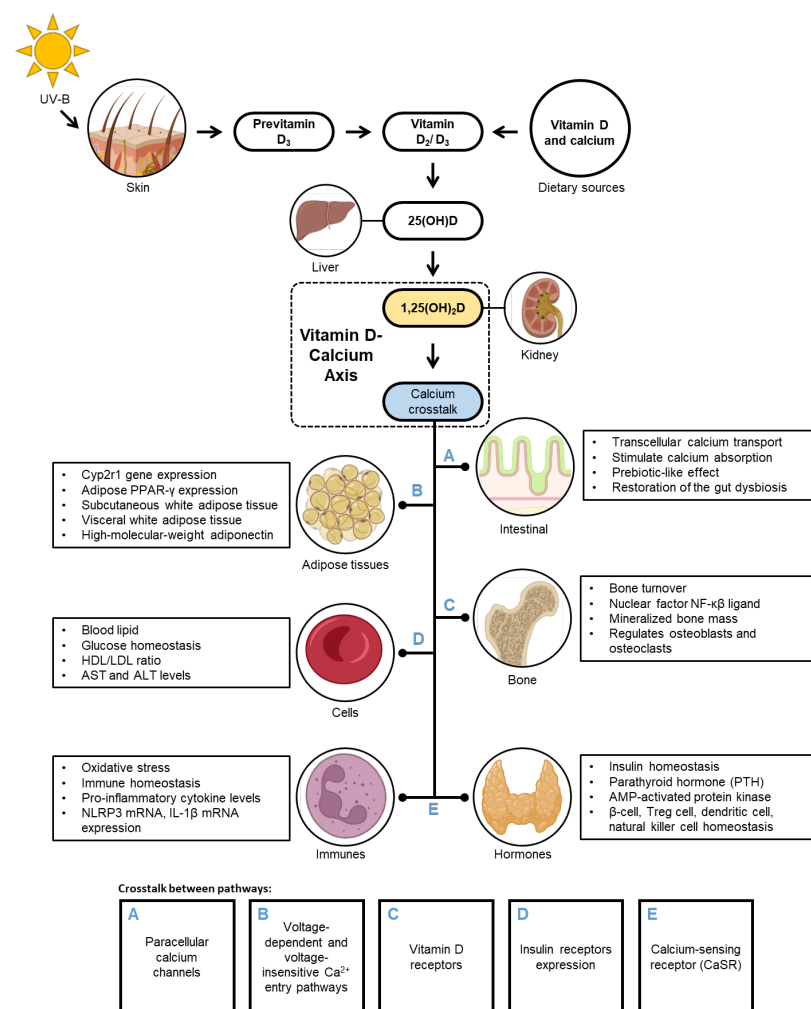 UV-B
Skin
Previtamin
D₃
Vitamin
D₂/ D₃
Vitamin D
and calcium
Dietary sources
25(OH)D
Liver
1,25(OH)₂D
Kidney
Vitamin D-
Calcium
Axis
Calcium
crosstalk
A
Intestinal
• Transcellular calcium transport
• Stimulate calcium absorption
• Prebiotic-like effect
• Restoration of the gut dysbiosis
B
Adipose tissues
• Cyp2r1 gene expression
• Adipose PPAR-γ expression
• Subcutaneous white adipose tissue
• Visceral white adipose tissue
• High-molecular-weight adiponectin
C
Bone
• Bone turnover
• Nuclear factor NF-κβ ligand
• Mineralized bone mass
• Regulates osteoblasts and
osteoclasts
D
Cells
• Blood lipid
• Glucose homeostasis
• HDL/LDL ratio
• AST and ALT levels
E
Immunes
• Oxidative stress
• Immune homeostasis
• Pro-inflammatory cytokine levels
• NLRP3 mRNA, IL-1β mRNA
expression
Hormones
• Insulin homeostasis
• Parathyroid hormone (PTH)
• AMP-activated protein kinase
• β-cell, Treg cell, dendritic cell,
natural killer cell homeostasis
Crosstalk between pathways:
A
Paracellular
calcium
channels
B
Voltage-
dependent and
voltage-
insensitive Ca²⁺
entry pathways
C
Vitamin D
receptors
D
Insulin receptors
expression
E
Calcium-sensing
receptor (CaSR)